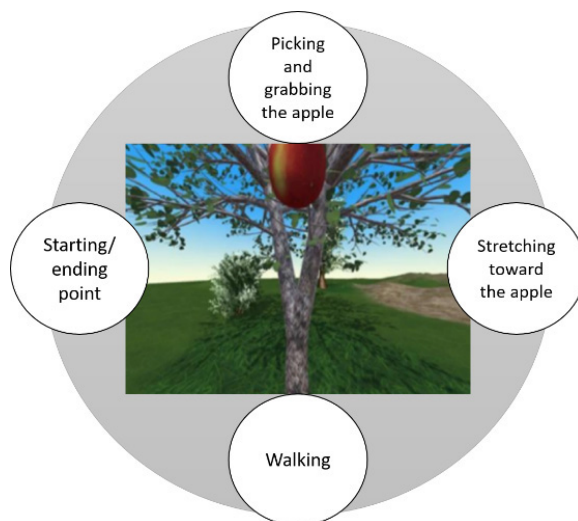 Picking
and
grabbing
the apple
Starting/
ending
point
Stretching
toward
the apple
Walking